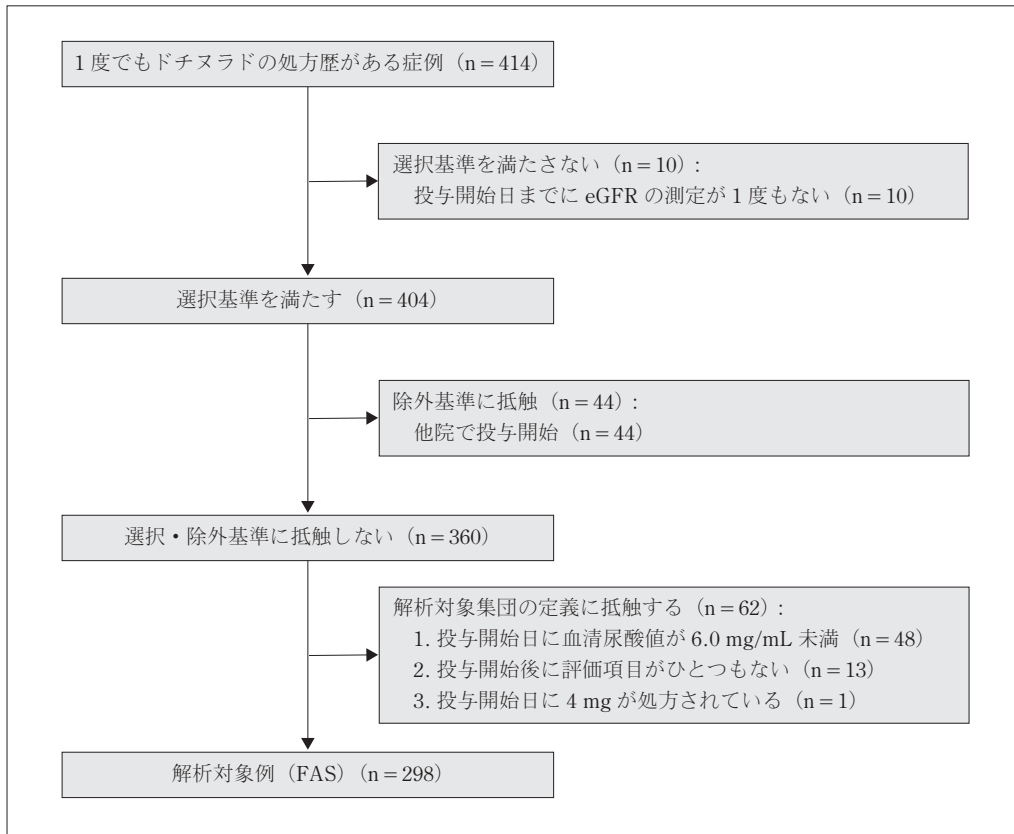 1度でもドチヌラドの処方歴がある症例（n＝414）
選択基準を満たさない（n＝10）：
投与開始日までに eGFR の測定が1度もない（n＝10）
選択基準を満たす（n＝404）
除外基準に抵触（n＝44）：
他院で投与開始（n＝44）
選択・除外基準に抵触しない（n＝360）
解析対象集団の定義に抵触する（n＝62）：
1. 投与開始日に血清尿酸値が 6.0 mg/mL 未満（n＝48）
2. 投与開始後に評価項目がひとつもない（n＝13）
3. 投与開始日に 4 mg が処方されている（n＝1）
解析対象例（FAS）（n＝298）